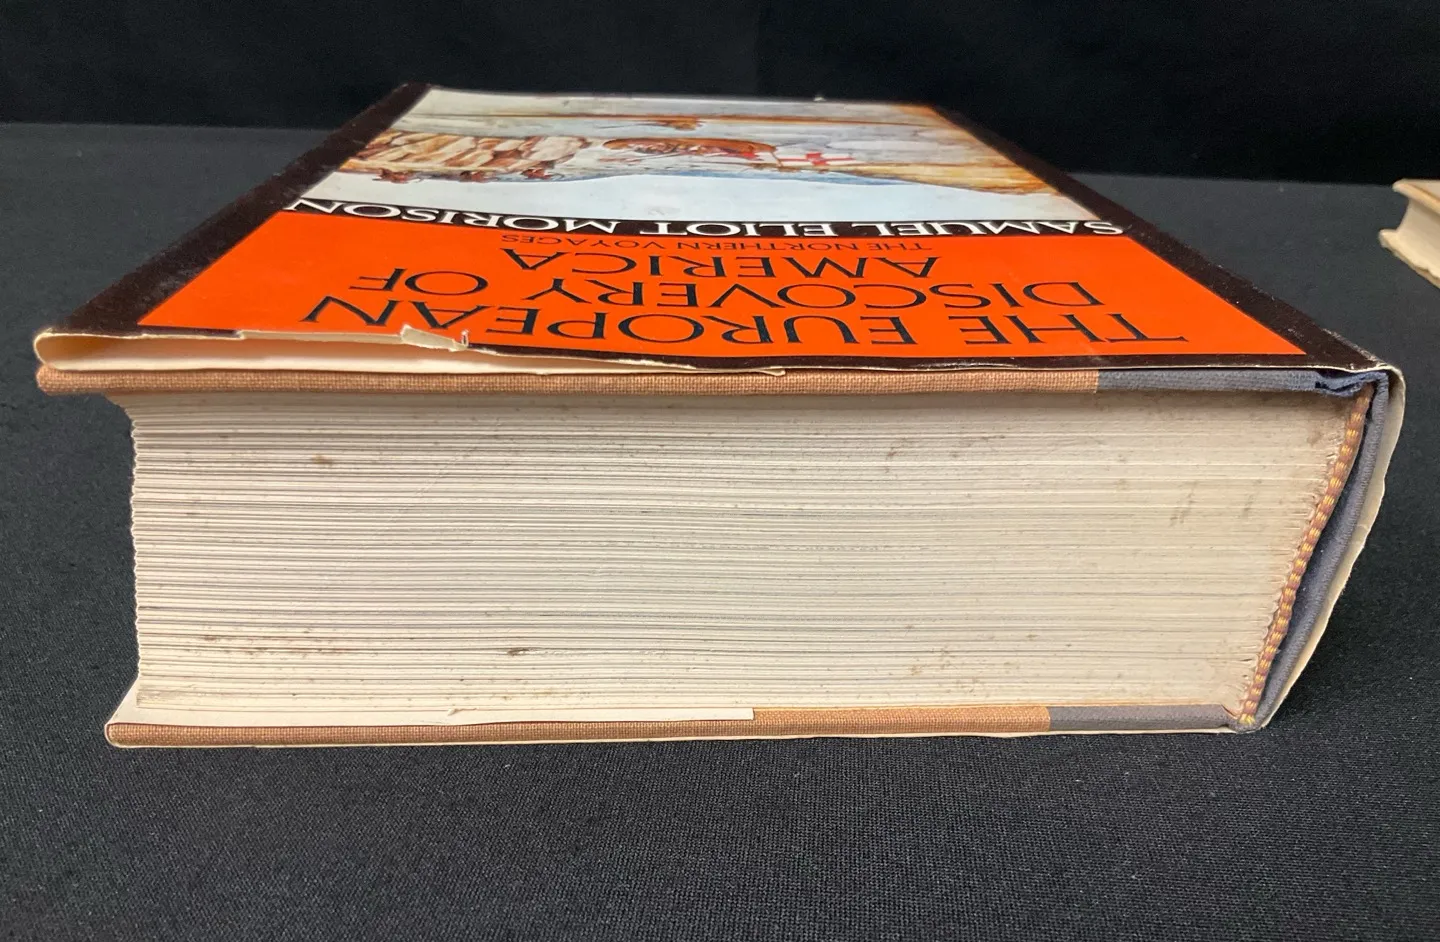 THE EUROPEAN
DISCOVERY OF
AMERICA
THE NORTHERN VOYAGES
SAMUEL ELIOT MORISON